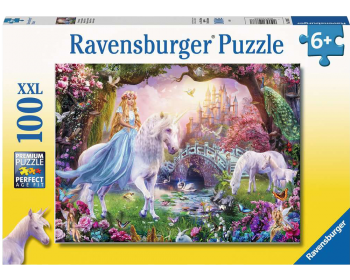 Ravensburger® Puzzle
6+
100 XXL
PREMIUM
PUZZLE
PERFECT
AGE FIT
Ravensburger